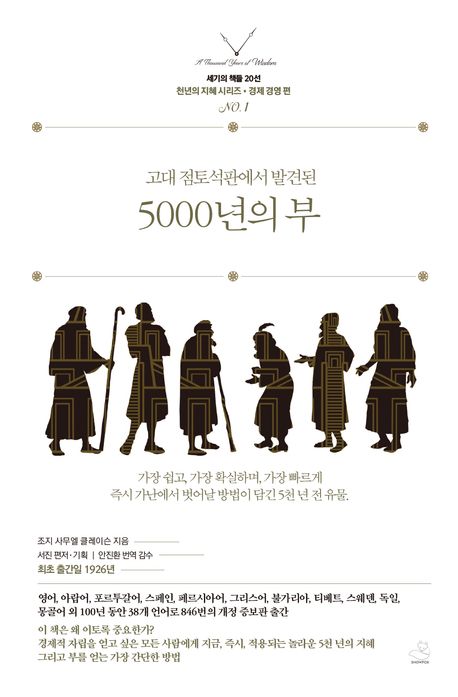 A Thousand Years of Wisdom
세기의 책들 20선
천년의 지혜 시리즈 • 경제 경영 편
NO. 1
고대 점토석판에서 발견된
5000년의 부
가장 쉽고, 가장 확실하며, 가장 빠르게
즉시 가난에서 벗어날 방법이 담긴 5천 년 전 유물.
조지 사무엘 클레이슨 지음
서진 편저·기획 | 안진환 번역 감수
최초 출간일 1926년
영어, 아랍어, 포르투갈어, 스페인, 페르시아어, 그리스어, 불가리아, 티베트, 스웨덴, 독일,
몽골어 외 100년 동안 38개 언어로 846번의 개정 증보판 출간
이 책은 왜 이토록 중요한가?
경제적 자립을 얻고 싶은 모든 사람에게 지금, 즉시, 적용되는 놀라운 5천 년의 지혜
그리고 부를 얻는 가장 간단한 방법
SNOWFOX